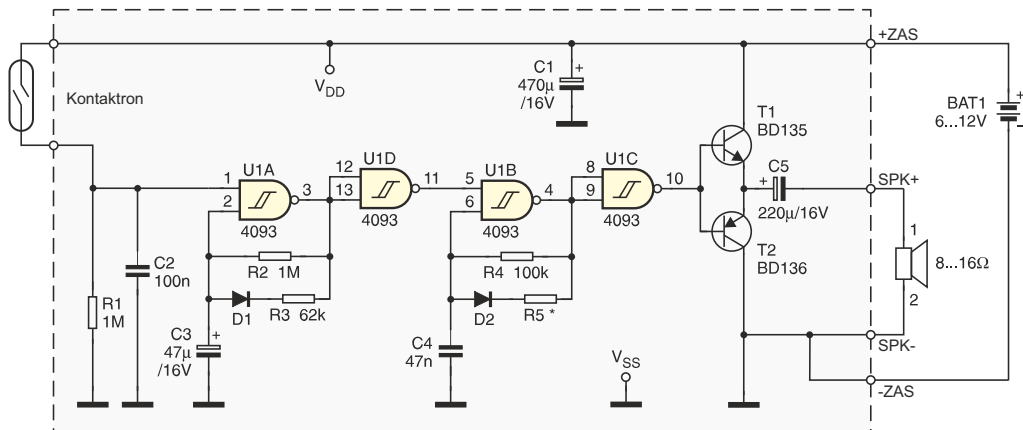 +ZAS
Kontaktron
VDD
C1
470µ
/16V
+
BAT1
6...12V
+
-
T1
BD135
U1A
1
2
3
4093
U1D
12
13
11
4093
U1B
5
6
4
4093
U1C
8
9
10
4093
+
C5
220µ/16V
SPK+
T2
BD136
1
8...16Ω
2
C2
100n
R2 1M
R4 100k
R1
1M
D1
R3 62k
D2
R5 *
C3
47µ
/16V
+
C4
47n
VSS
SPK-
-ZAS